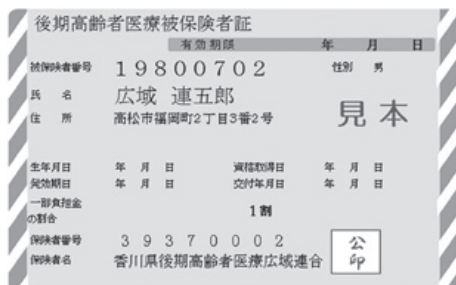 後期高齢者医療被保険者証
有効期限 年 月 日
被保険者番号 19800702 性別 男
氏 名 広域 連五郎
住 所 高松市福岡町2丁目3番2号
見本
生年月日 年 月 日 資格取得日 年 月 日
発効期日 年 月 日 交付年月日 年 月 日
一部負担金
の割合 1割
保険者番号 39370002
保険者名 香川県後期高齢者医療広域連合
公
印